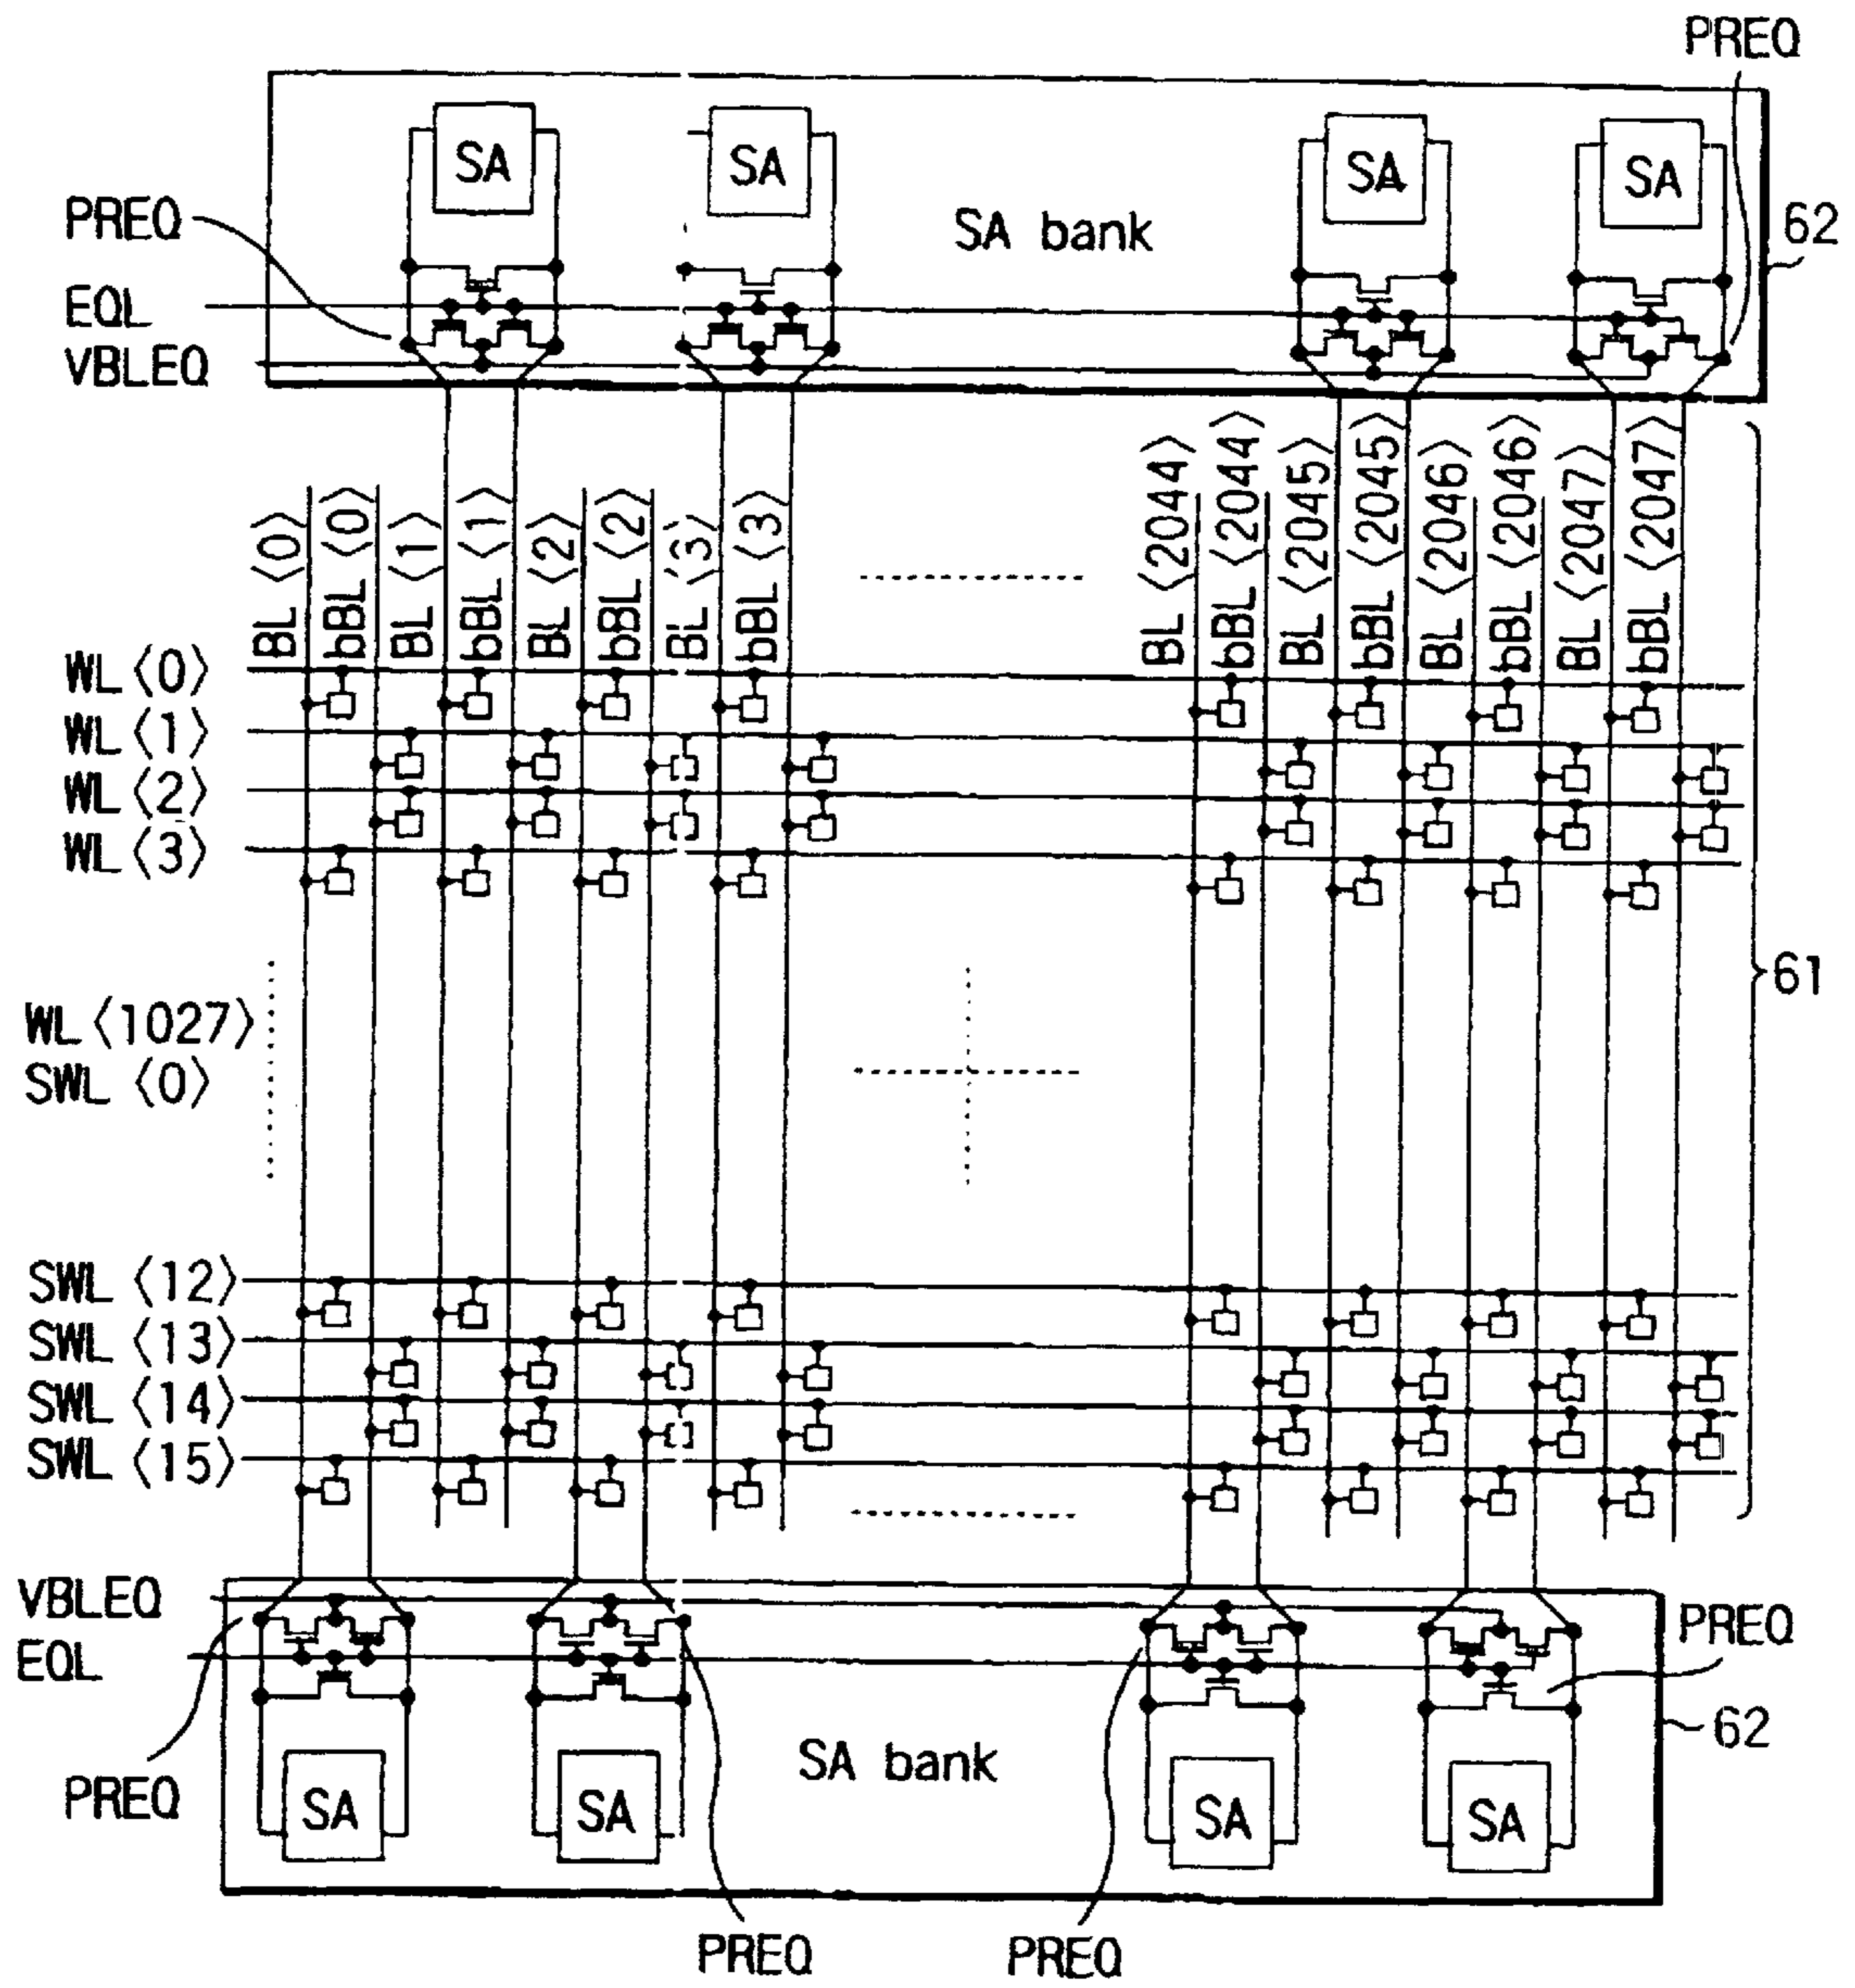 PREQ
SA
SA
SA
SA
PREQ
SA bank
62
EQL
VBLEQ
BL〈0〉
bBL〈0〉
BL〈1〉
bBL〈1〉
BL〈2〉
bBL〈2〉
BL〈3〉
bBL〈3〉
BL〈2044〉
bBL〈2044〉
BL〈2045〉
bBL〈2045〉
BL〈2046〉
bBL〈2046〉
BL〈2047〉
bBL〈2047〉
WL〈0〉
WL〈1〉
WL〈2〉
WL〈3〉
61
WL〈1027〉
SWL〈0〉
SWL〈12〉
SWL〈13〉
SWL〈14〉
SWL〈15〉
VBLEQ
EQL
PREQ
62
SA bank
PREQ
SA
SA
SA
SA
PREQ
PREQ